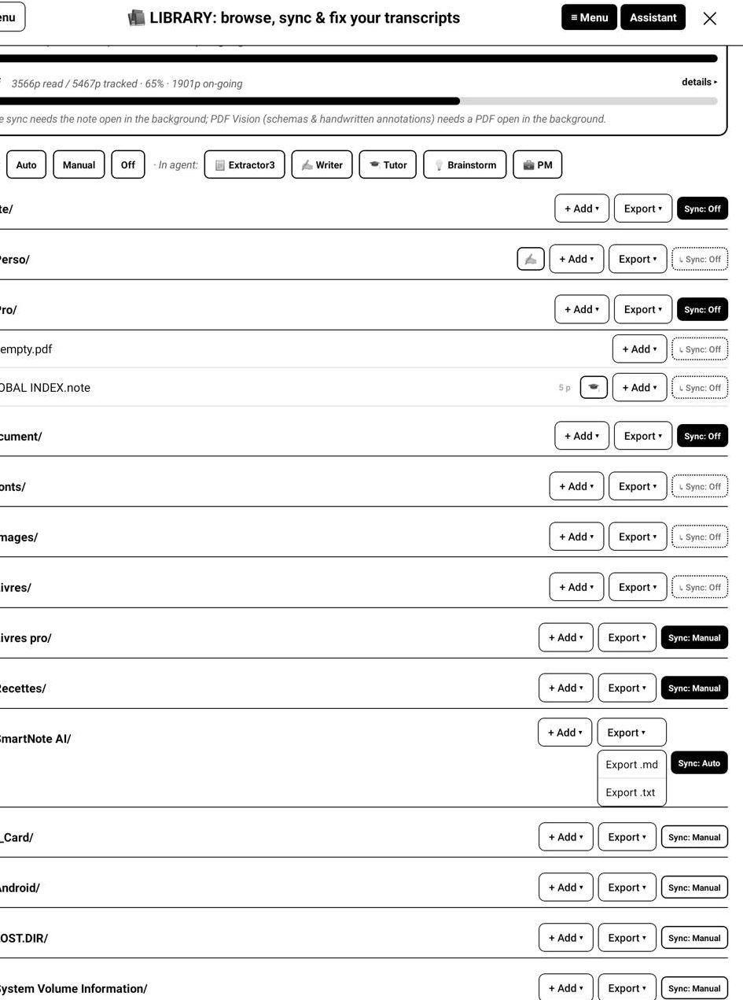 enu
LIBRARY: browse, sync & fix your transcripts
≡ Menu
Assistant
3566p read / 5467p tracked · 65% · 1901p on-going
details ▸
e sync needs the note open in the background; PDF Vision (schemas & handwritten annotations) needs a PDF open in the background.
Auto Manual Off · In agent: Extractor3 Writer Tutor Brainstorm PM
te/ + Add ▾ Export ▾ Sync: Off
Perso/ + Add ▾ Export ▾ ↳ Sync: Off
Pro/ + Add ▾ Export ▾ Sync: Off
empty.pdf + Add ▾ ↳ Sync: Off
OBAL INDEX.note 5 p + Add ▾ ↳ Sync: Off
cument/ + Add ▾ Export ▾ Sync: Off
onts/ + Add ▾ Export ▾ ↳ Sync: Off
mages/ + Add ▾ Export ▾ ↳ Sync: Off
ivres/ + Add ▾ Export ▾ ↳ Sync: Off
ivres pro/ + Add ▾ Export ▾ Sync: Manual
Recettes/ + Add ▾ Export ▾ Sync: Manual
SmartNote AI/ + Add ▾ Export ▾
Export .md Sync: Auto
Export .txt
_Card/ + Add ▾ Export ▾ Sync: Manual
Android/ + Add ▾ Export ▾ Sync: Manual
OST.DIR/ + Add ▾ Export ▾ Sync: Manual
System Volume Information/ + Add ▾ Export ▾ Sync: Manual